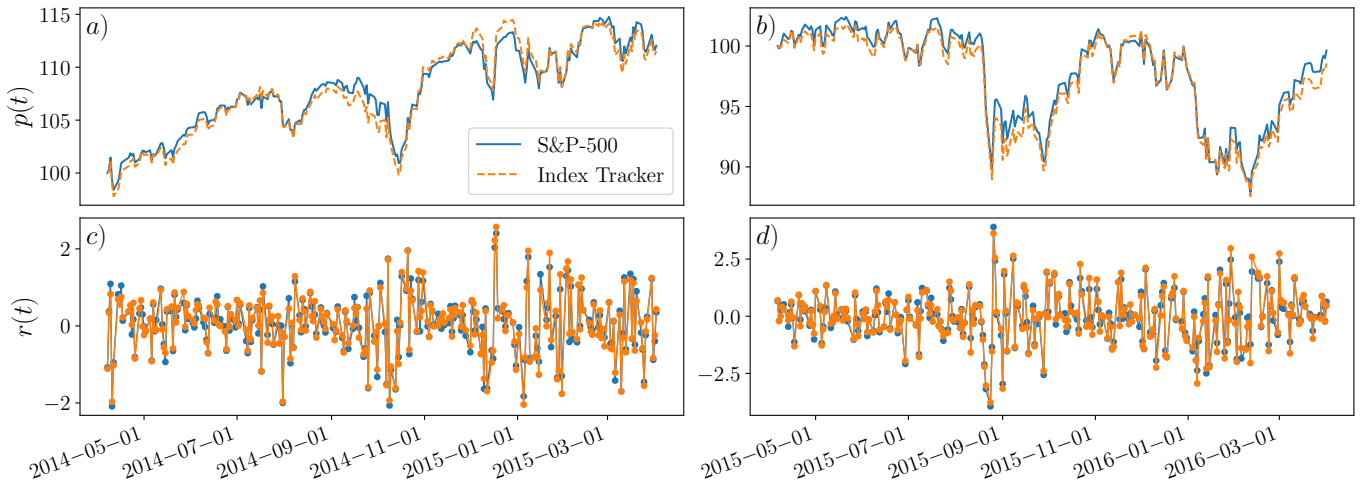 a)
115
110
105
100
p(t)
S&P-500
Index Tracker
b)
100
95
90
p(t)
c)
2
0
−2
r(t)
2014−05−01
2014−07−01
2014−09−01
2014−11−01
2015−01−01
2015−03−01
d)
2.5
0.0
−2.5
r(t)
2015−05−01
2015−07−01
2015−09−01
2015−11−01
2016−01−01
2016−03−01